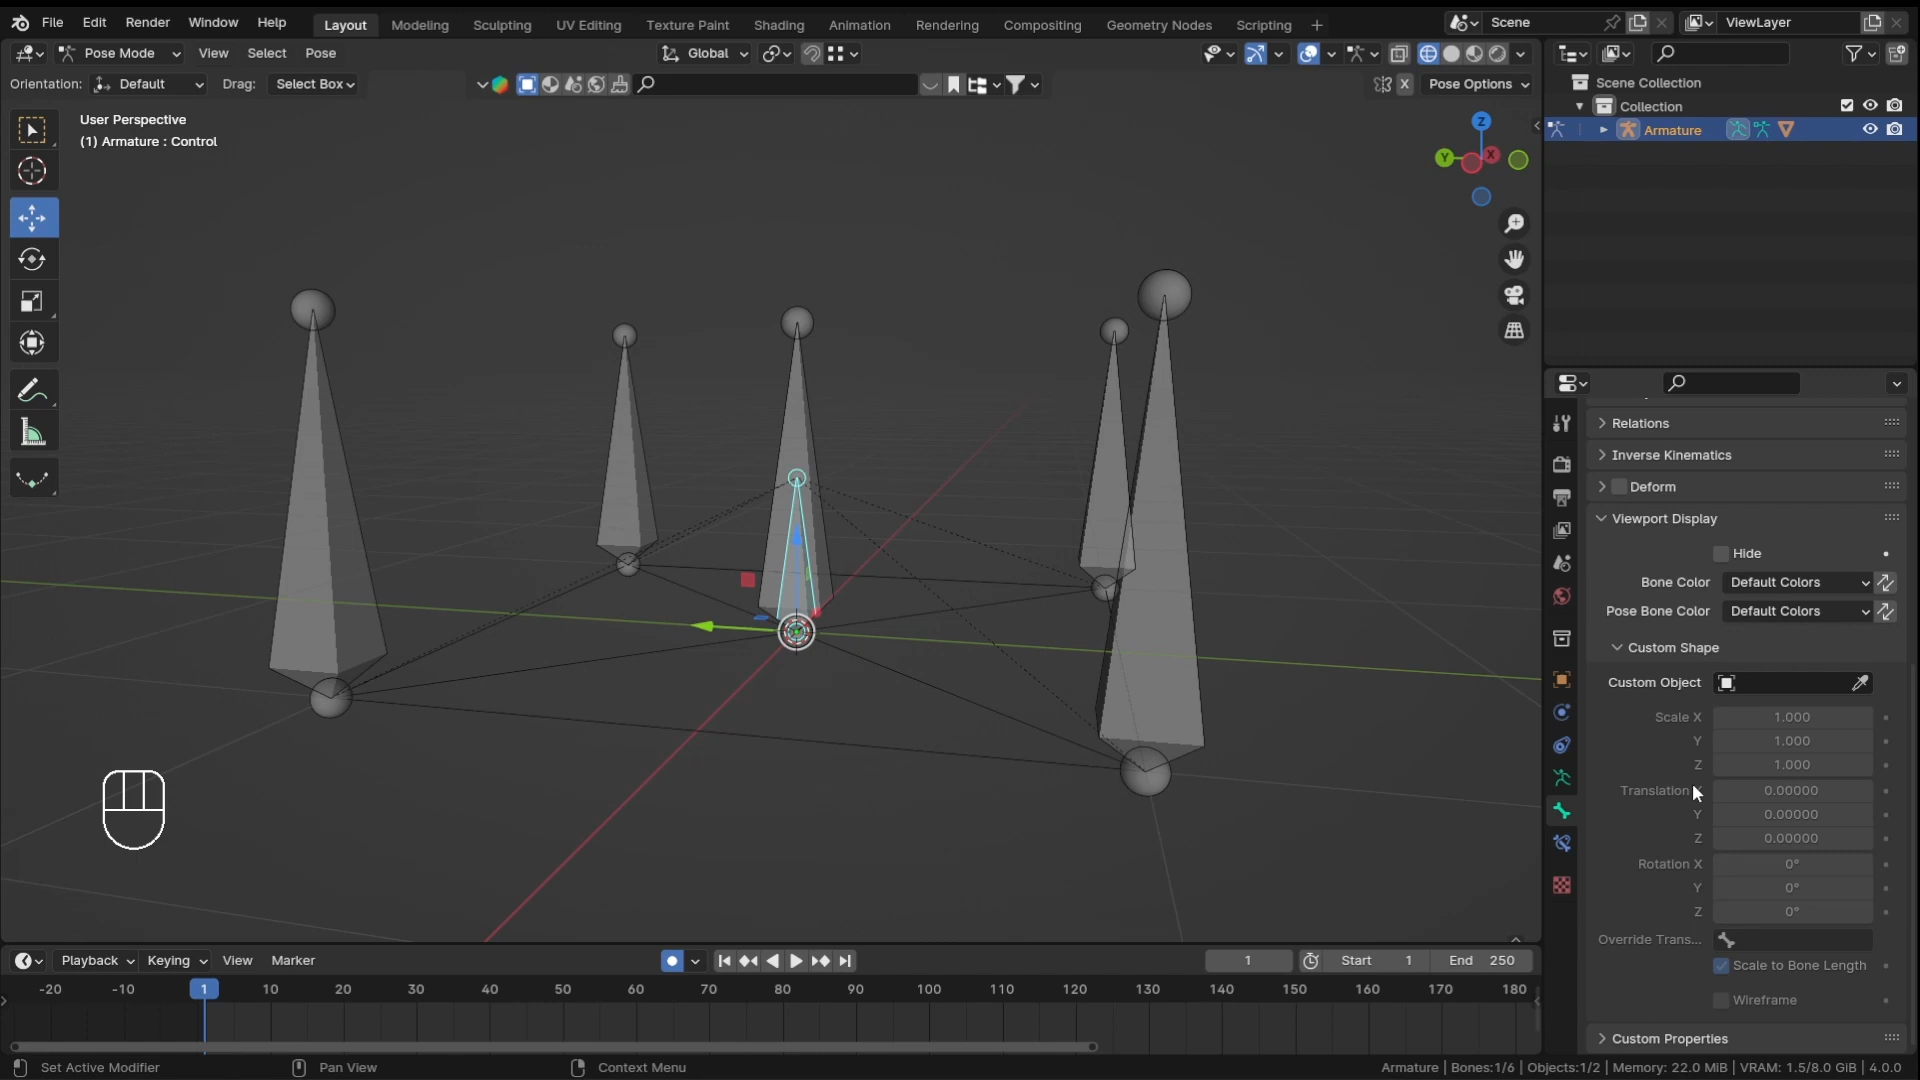 File Edit Render Window Help Layout Modeling Sculpting UV Editing Texture Paint Shading Animation Rendering Compositing Geometry Nodes Scripting + Scene ViewLayer
Pose Mode View Select Pose Global
Orientation: Default Drag: Select Box X Pose Options
User Perspective
(1) Armature : Control
Z
Y X
Scene Collection
Collection
Armature
Relations
Inverse Kinematics
Deform
Viewport Display
Hide
Bone Color Default Colors
Pose Bone Color Default Colors
Custom Shape
Custom Object
Scale X 1.000
Y 1.000
Z 1.000
Translation 0.00000
Y 0.00000
Z 0.00000
Rotation X 0°
Y 0°
Z 0°
Override Trans...
Scale to Bone Length
Wireframe
Custom Properties
Playback Keying View Marker 1 Start 1 End 250
-20 -10 1 10 20 30 40 50 60 70 80 90 100 110 120 130 140 150 160 170 180
Set Active Modifier Pan View Context Menu Armature | Bones:1/6 | Objects:1/2 | Memory: 22.0 MiB | VRAM: 1.5/8.0 GiB | 4.0.0